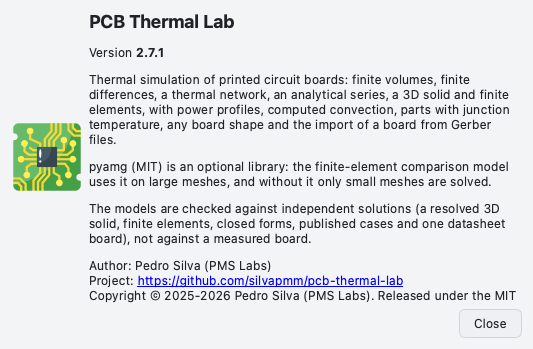 PCB Thermal Lab
Version 2.7.1
Thermal simulation of printed circuit boards: finite volumes, finite
differences, a thermal network, an analytical series, a 3D solid and finite
elements, with power profiles, computed convection, parts with junction
temperature, any board shape and the import of a board from Gerber
files.
pyamg (MIT) is an optional library: the finite-element comparison model
uses it on large meshes, and without it only small meshes are solved.
The models are checked against independent solutions (a resolved 3D
solid, finite elements, closed forms, published cases and one datasheet
board), not against a measured board.
Author: Pedro Silva (PMS Labs)
Project: https://github.com/silvapmm/pcb-thermal-lab
Copyright © 2025-2026 Pedro Silva (PMS Labs). Released under the MIT
Close